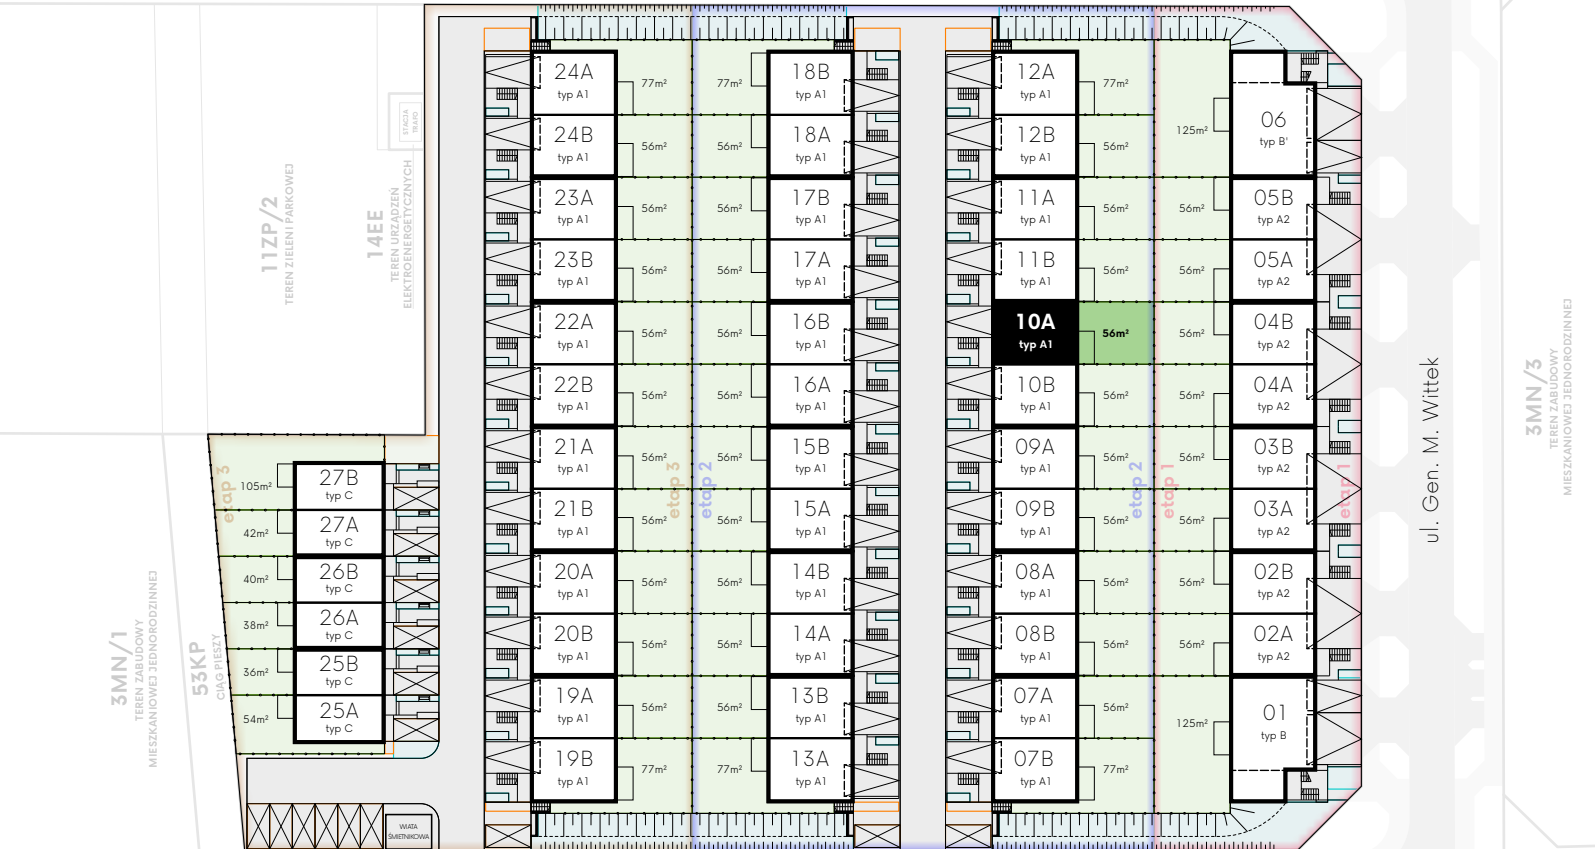 24A
typ A1
77m²
24B
typ A1
56m²
23A
typ A1
56m²
23B
typ A1
56m²
22A
typ A1
56m²
22B
typ A1
56m²
21A
typ A1
56m²
21B
typ A1
56m²
20A
typ A1
56m²
20B
typ A1
56m²
19A
typ A1
56m²
19B
typ A1
77m²
77m²
18B
typ A1
56m²
18A
typ A1
56m²
17B
typ A1
56m²
17A
typ A1
56m²
16B
typ A1
56m²
16A
typ A1
56m²
15B
typ A1
56m²
15A
typ A1
56m²
14B
typ A1
56m²
14A
typ A1
56m²
13B
typ A1
77m²
13A
typ A1
12A
typ A1
77m²
12B
typ A1
56m²
11A
typ A1
56m²
11B
typ A1
56m²
10A
typ A1
56m²
10B
typ A1
56m²
09A
typ A1
56m²
09B
typ A1
56m²
08A
typ A1
56m²
08B
typ A1
56m²
07A
typ A1
56m²
07B
typ A1
77m²
125m²
06
typ B'
56m²
05B
typ A2
56m²
05A
typ A2
56m²
04B
typ A2
56m²
04A
typ A2
56m²
03B
typ A2
56m²
03A
typ A2
56m²
02B
typ A2
56m²
02A
typ A2
125m²
01
typ B
105m²
27B
typ C
42m²
27A
typ C
40m²
26B
typ C
38m²
26A
typ C
36m²
25B
typ C
54m²
25A
typ C
etap 3
etap 3
etap 2
etap 2
etap 1
etap 1
ul. Gen. M. Wittek
11ZP/2
TEREN ZIELENI PARKOWEJ
14EE
TEREN URZĄDZEŃ
ELEKTROENERGETYCZNYCH
STACJA
TRAFO
3MN/1
TEREN ZABUDOWY
MIESZKANIOWEJ JEDNORODZINNEJ
53KP
CIĄG PIESZY
3MN/3
TEREN ZABUDOWY
MIESZKANIOWEJ JEDNORODZINNEJ
WIATA
ŚMIETNIKOWA